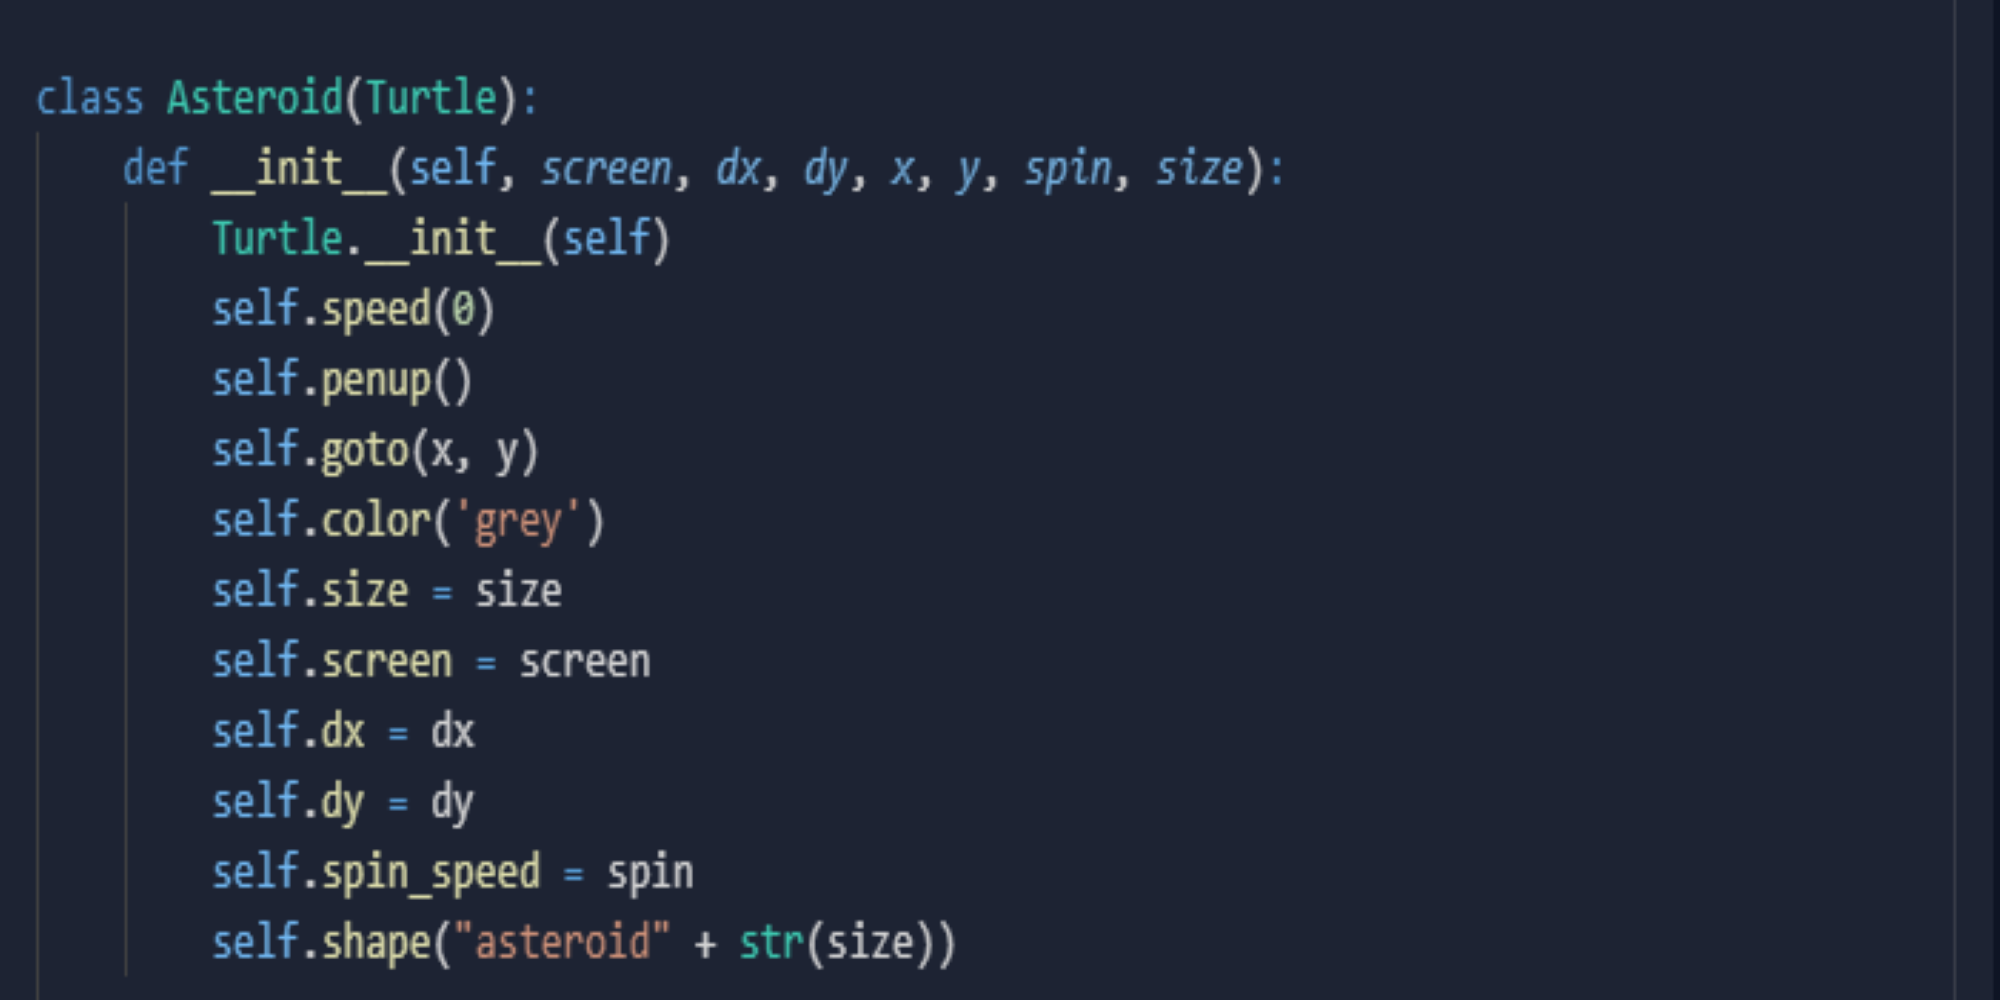 class Asteroid(Turtle):
    def __init__(self, screen, dx, dy, x, y, spin, size):
        Turtle.__init__(self)
        self.speed(0)
        self.penup()
        self.goto(x, y)
        self.color('grey')
        self.size = size
        self.screen = screen
        self.dx = dx
        self.dy = dy
        self.spin_speed = spin
        self.shape("asteroid" + str(size))